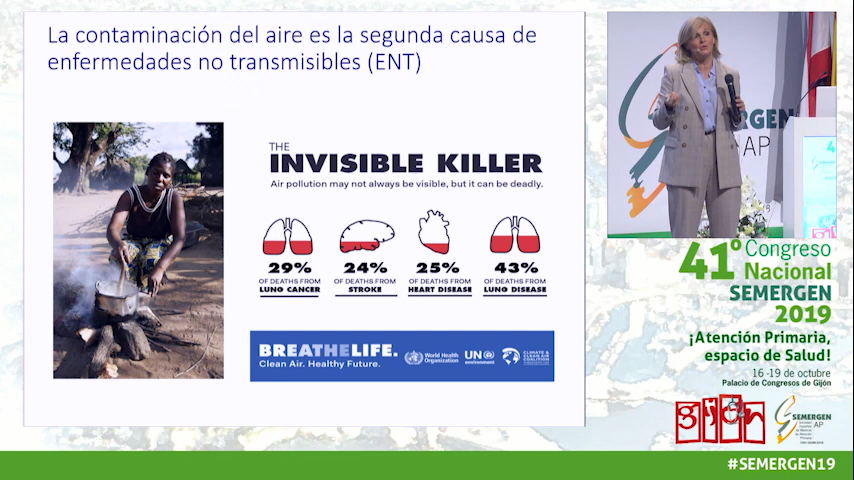 La contaminación del aire es la segunda causa de
enfermedades no transmisibles (ENT)
THE
INVISIBLE KILLER
Air pollution may not always be visible, but it can be deadly.
29%
OF DEATHS FROM
LUNG CANCER
24%
OF DEATHS FROM
STROKE
25%
OF DEATHS FROM
HEART DISEASE
43%
OF DEATHS FROM
LUNG DISEASE
BREATHELIFE.
Clean Air. Healthy Future.
World Health
Organization
UN
environment
CLIMATE &
CLEAN AIR
COALITION
RGEN
AP
41º Congreso
Nacional
SEMERGEN
2019
¡Atención Primaria,
espacio de Salud!
16 -19 de octubre
Palacio de Congresos de Gijón
gijón
SEMERGEN
AP
#SEMERGEN19